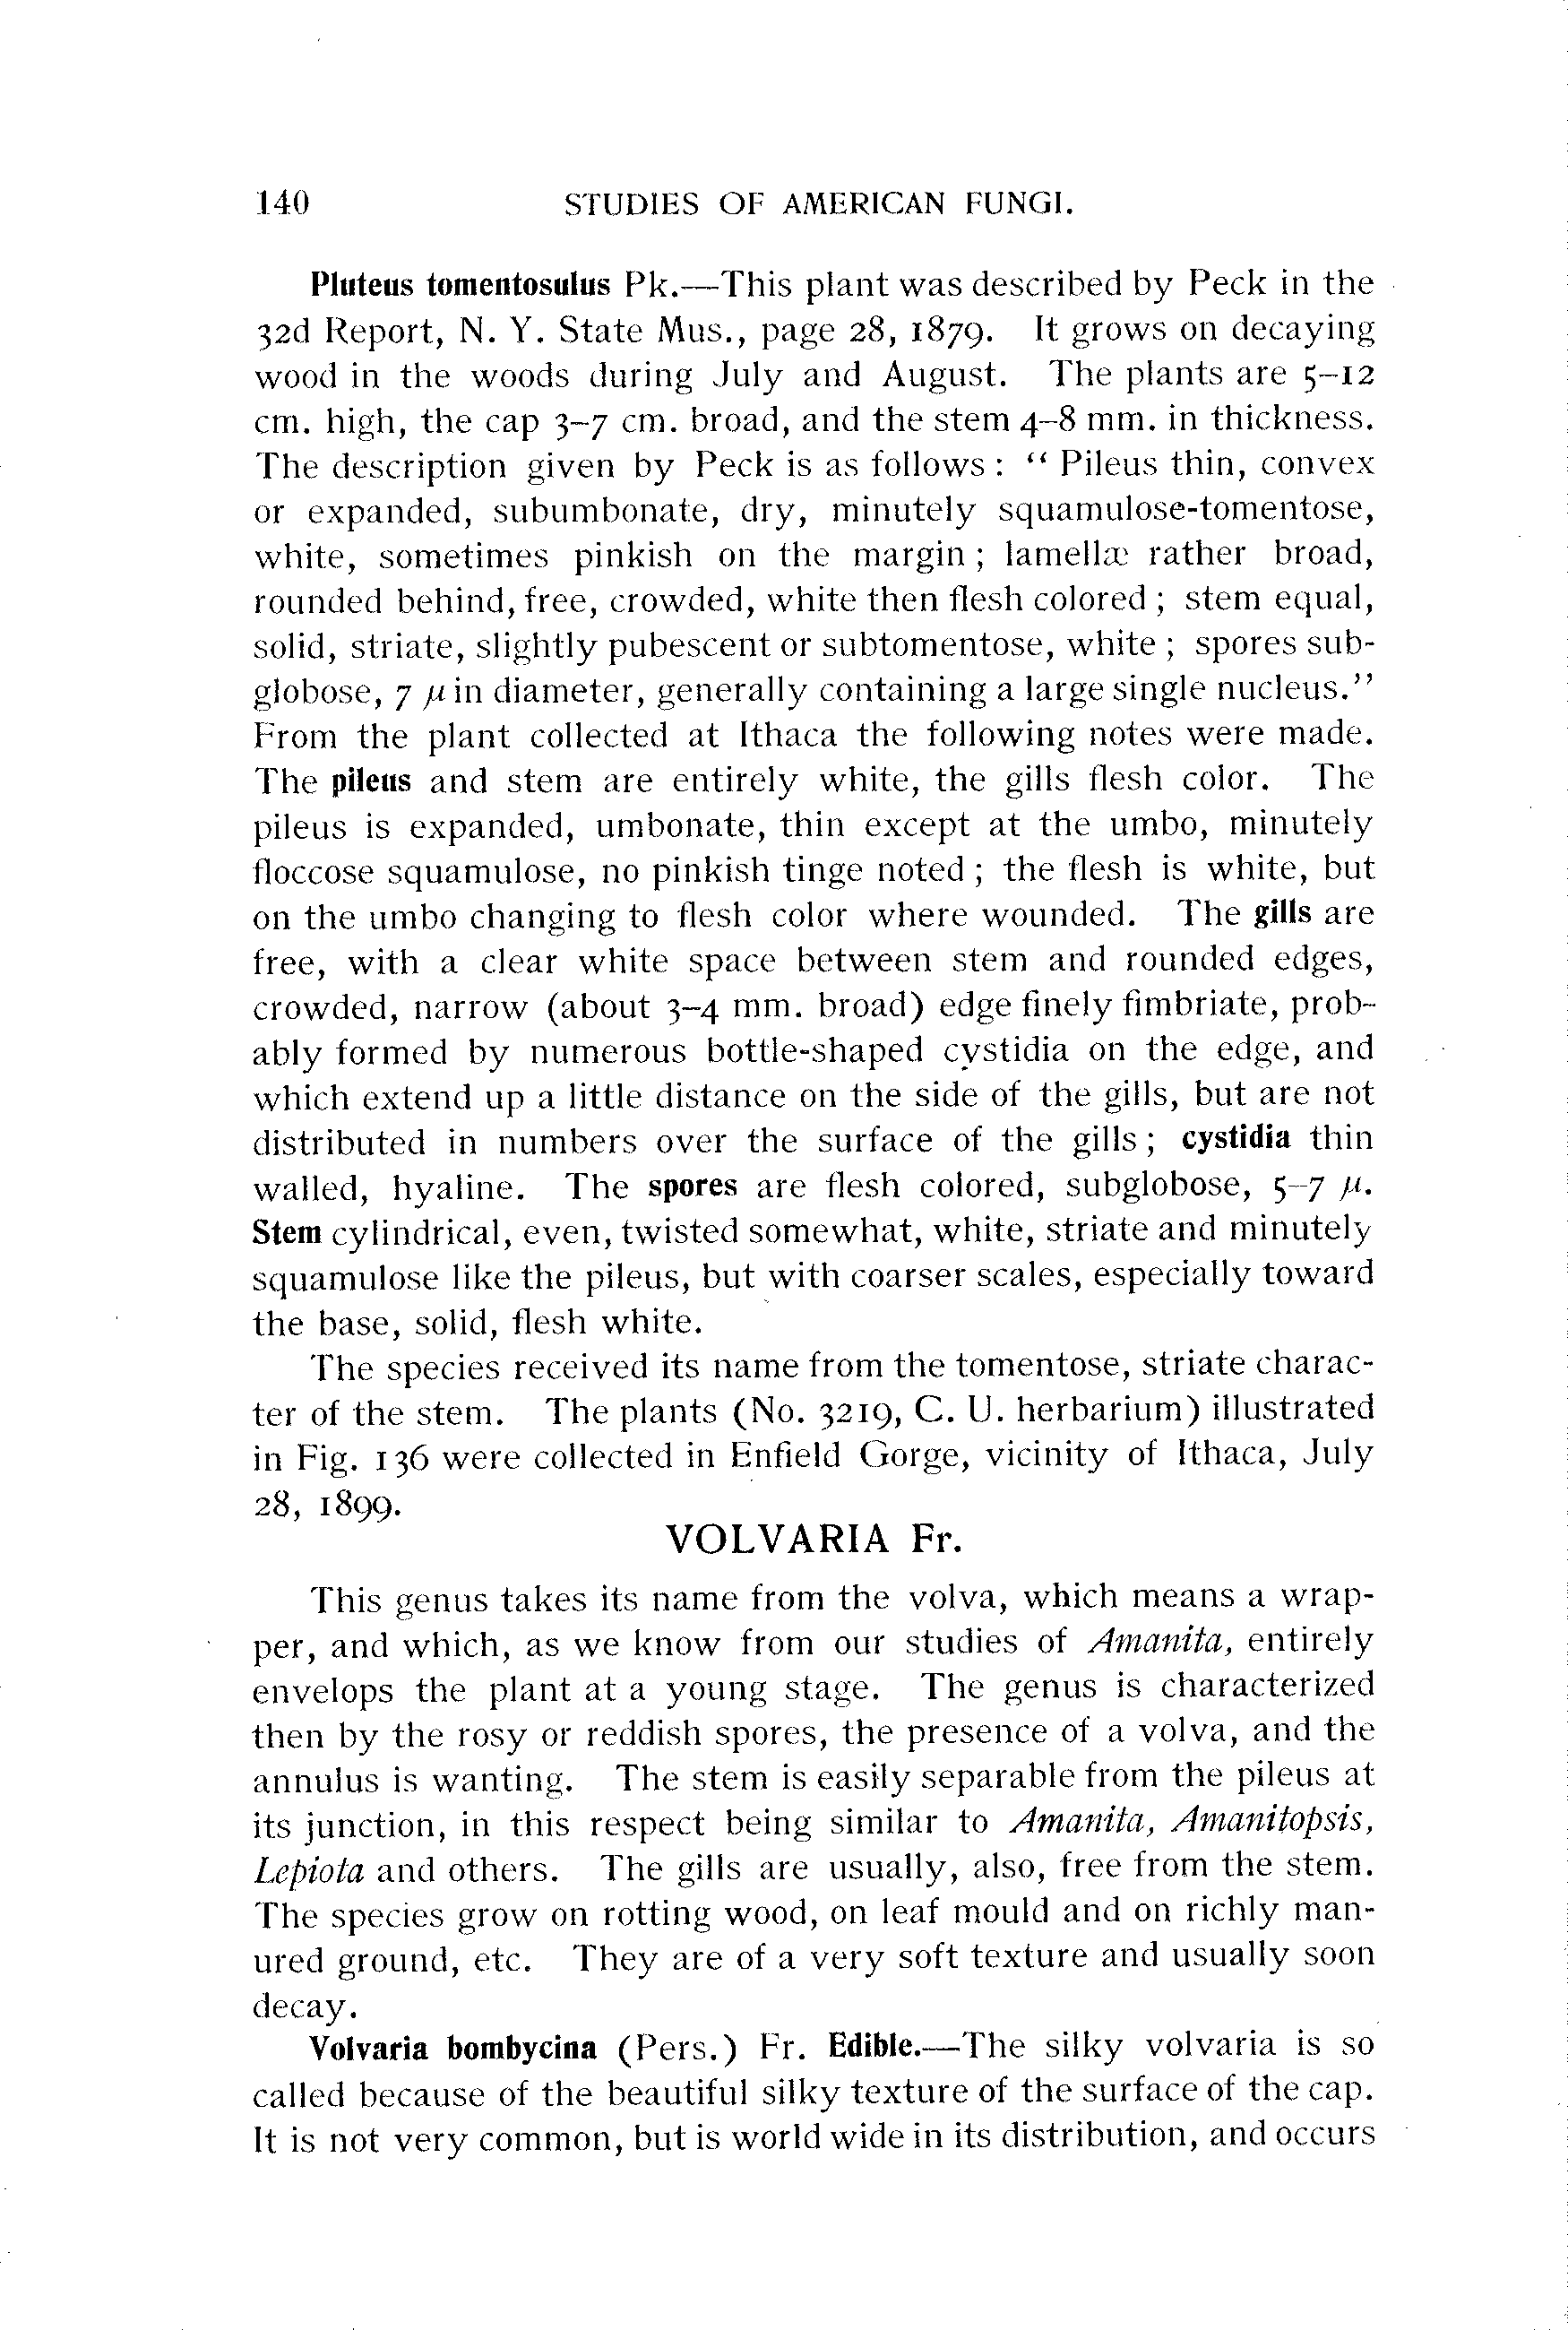 140 STUDIES OF AMERICAN FUNGI.
Pluteus tomentosulus Pk.—This plant was described by Peck in the
32d Report, N. Y. State Mus., page 28, 1879. It grows on decaying
wood in the woods during July and August. The plants are 5–12
cm. high, the cap 3–7 cm. broad, and the stem 4–8 mm. in thickness.
The description given by Peck is as follows: “ Pileus thin, convex
or expanded, subumbonate, dry, minutely squamulose-tomentose,
white, sometimes pinkish on the margin; lamellæ rather broad,
rounded behind, free, crowded, white then flesh colored; stem equal,
solid, striate, slightly pubescent or subtomentose, white; spores sub-
globose, 7 μ in diameter, generally containing a large single nucleus.”
From the plant collected at Ithaca the following notes were made.
The pileus and stem are entirely white, the gills flesh color. The
pileus is expanded, umbonate, thin except at the umbo, minutely
floccose squamulose, no pinkish tinge noted; the flesh is white, but
on the umbo changing to flesh color where wounded. The gills are
free, with a clear white space between stem and rounded edges,
crowded, narrow (about 3–4 mm. broad) edge finely fimbriate, prob-
ably formed by numerous bottle-shaped cystidia on the edge, and
which extend up a little distance on the side of the gills, but are not
distributed in numbers over the surface of the gills; cystidia thin
walled, hyaline. The spores are flesh colored, subglobose, 5–7 μ.
Stem cylindrical, even, twisted somewhat, white, striate and minutely
squamulose like the pileus, but with coarser scales, especially toward
the base, solid, flesh white.
The species received its name from the tomentose, striate charac-
ter of the stem. The plants (No. 3219, C. U. herbarium) illustrated
in Fig. 136 were collected in Enfield Gorge, vicinity of Ithaca, July
28, 1899.
VOLVARIA Fr.
This genus takes its name from the volva, which means a wrap-
per, and which, as we know from our studies of Amanita, entirely
envelops the plant at a young stage. The genus is characterized
then by the rosy or reddish spores, the presence of a volva, and the
annulus is wanting. The stem is easily separable from the pileus at
its junction, in this respect being similar to Amanita, Amanitopsis,
Lepiota and others. The gills are usually, also, free from the stem.
The species grow on rotting wood, on leaf mould and on richly man-
ured ground, etc. They are of a very soft texture and usually soon
decay.
Volvaria bombycina (Pers.) Fr. Edible.—The silky volvaria is so
called because of the beautiful silky texture of the surface of the cap.
It is not very common, but is world wide in its distribution, and occurs